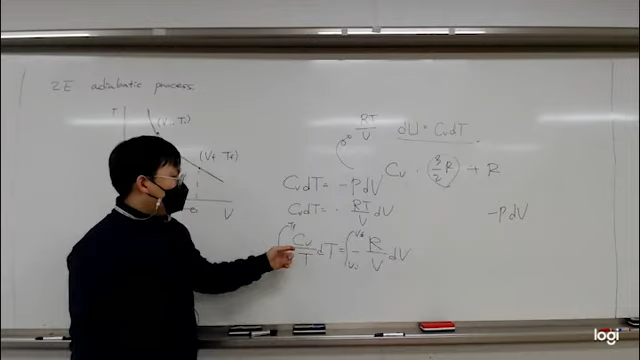 2E adiabatic process
T
(Vi, Ti)
(Vf Tf)
V
RT/V
dU = CvdT
Cv · (3/2 R) → R
CvdT = -PdV
CvdT = - RT/V dV
-PdV
∫ Tf Cv/T dT = ∫ Vf Vi - R/V dV
logi